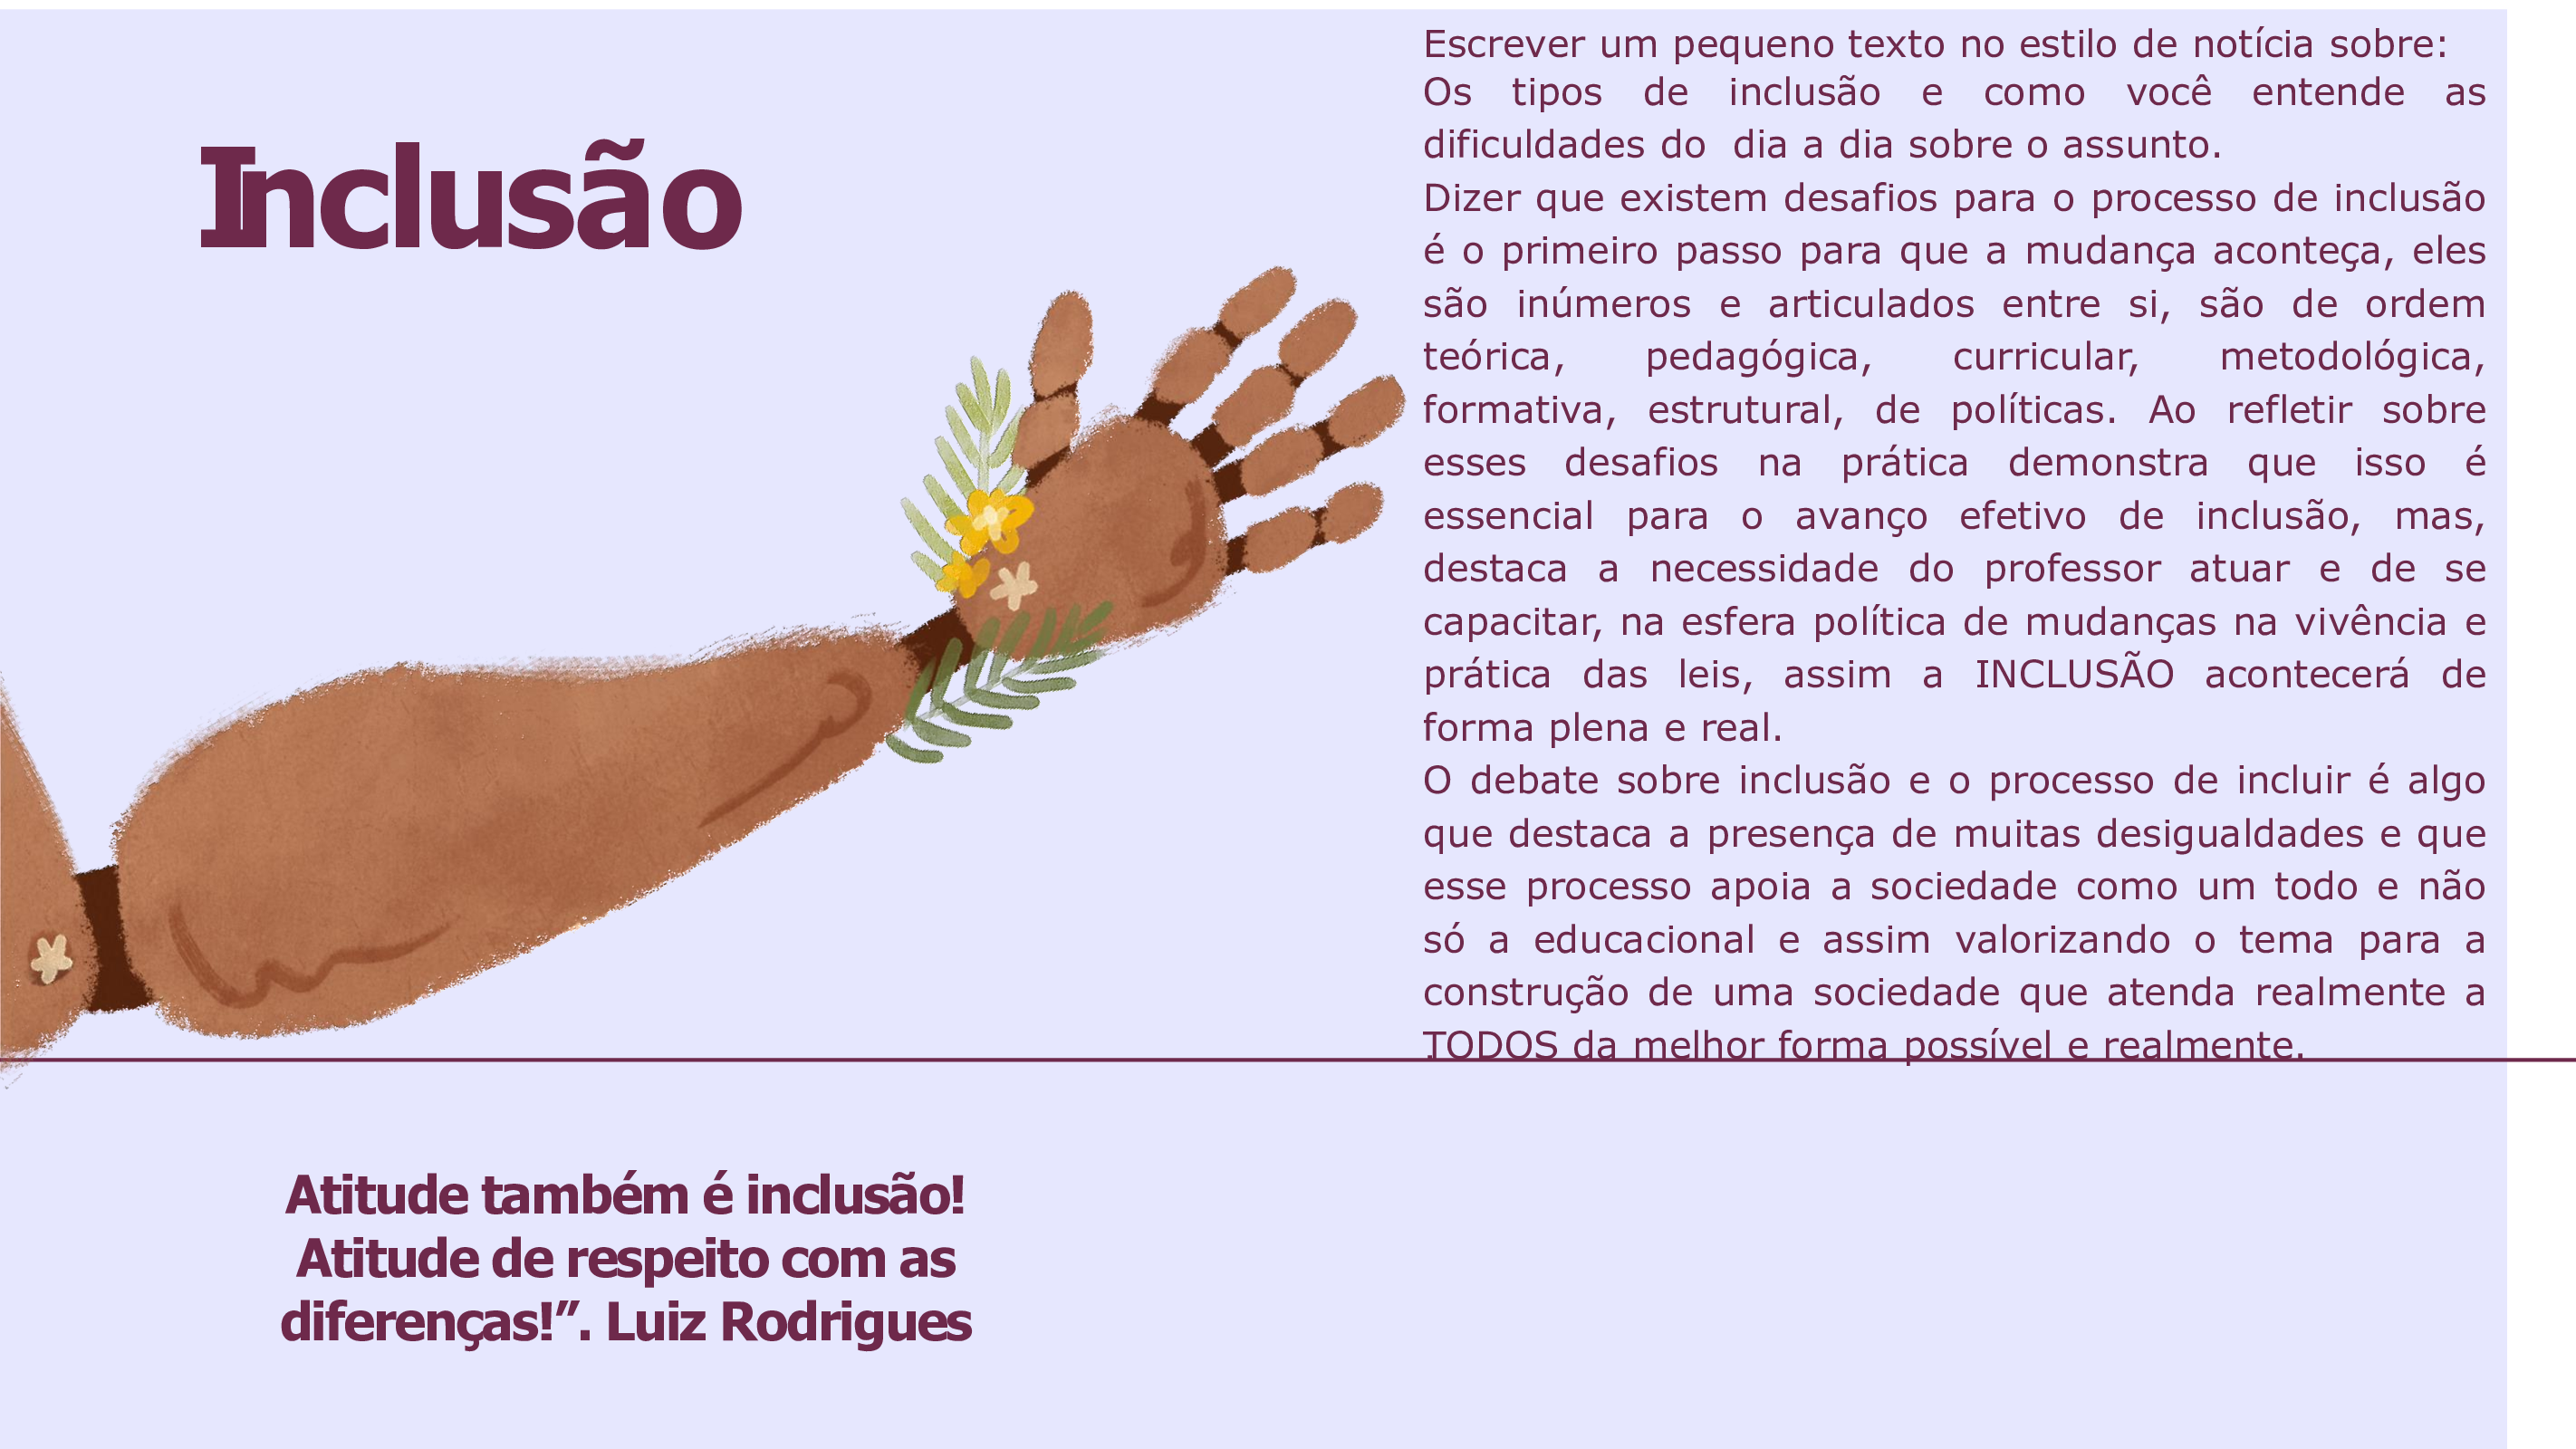 Inclusão
Escrever um pequeno texto no estilo de notícia sobre:
Os tipos de inclusão e como você entende as
dificuldades do dia a dia sobre o assunto.
Dizer que existem desafios para o processo de inclusão
é o primeiro passo para que a mudança aconteça, eles
são inúmeros e articulados entre si, são de ordem
teórica, pedagógica, curricular, metodológica,
formativa, estrutural, de políticas. Ao refletir sobre
esses desafios na prática demonstra que isso é
essencial para o avanço efetivo de inclusão, mas,
destaca a necessidade do professor atuar e de se
capacitar, na esfera política de mudanças na vivência e
prática das leis, assim a INCLUSÃO acontecerá de
forma plena e real.
O debate sobre inclusão e o processo de incluir é algo
que destaca a presença de muitas desigualdades e que
esse processo apoia a sociedade como um todo e não
só a educacional e assim valorizando o tema para a
construção de uma sociedade que atenda realmente a
TODOS da melhor forma possível e realmente.
Atitude também é inclusão!
Atitude de respeito com as
diferenças!”. Luiz Rodrigues